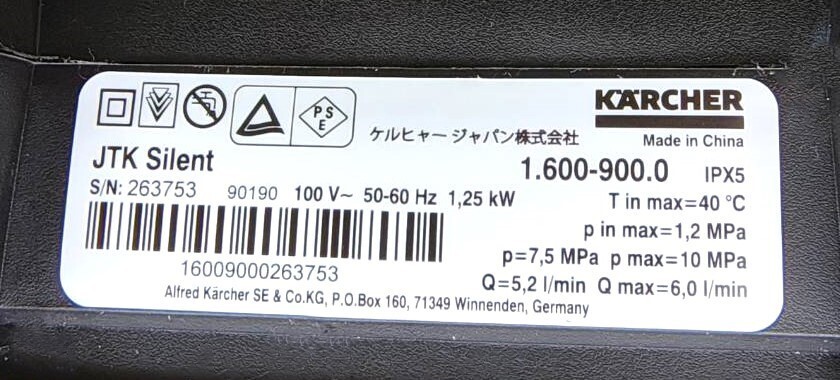 KÄRCHER
PS
E
ケルヒャー ジャパン株式会社
Made in China
JTK Silent
1.600-900.0 IPX5
S/N: 263753 90190 100 V~ 50-60 Hz 1,25 kW
T in max=40 °C
p in max=1,2 MPa
p=7,5 MPa p max=10 MPa
16009000263753
Q=5,2 l/min Q max=6,0 l/min
Alfred Kärcher SE & Co.KG, P.O.Box 160, 71349 Winnenden, Germany